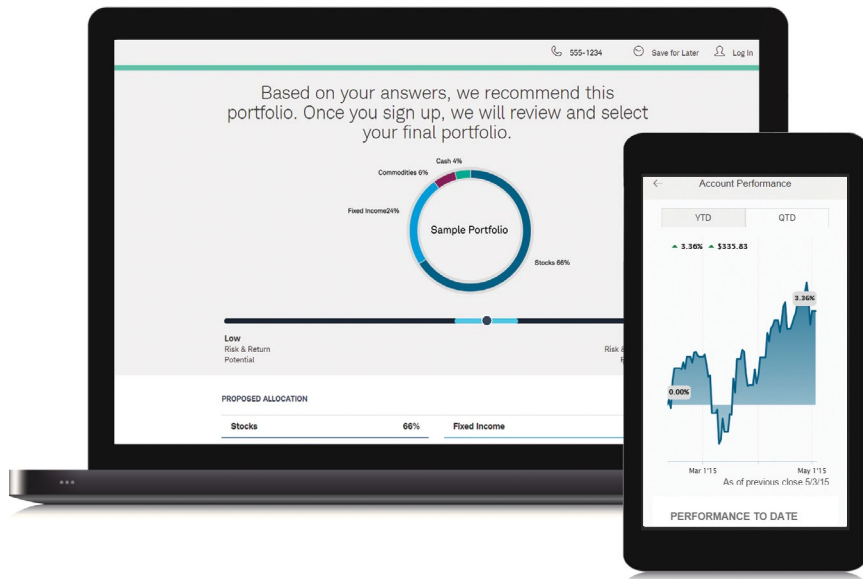 555-1234 Save for Later Log In
Based on your answers, we recommend this
portfolio. Once you sign up, we will review and select
your final portfolio.
Cash 4%
Commodities 6%
Fixed Income24%
Sample Portfolio
Stocks 66%
Low
Risk & Return
Potential
Risk
PROPOSED ALLOCATION
Stocks 66% Fixed Income
Account Performance
YTD QTD
3.36% $335.83
3.36%
0.00%
Mar 1'15 May 1'15
As of previous close 5/3/15
PERFORMANCE TO DATE